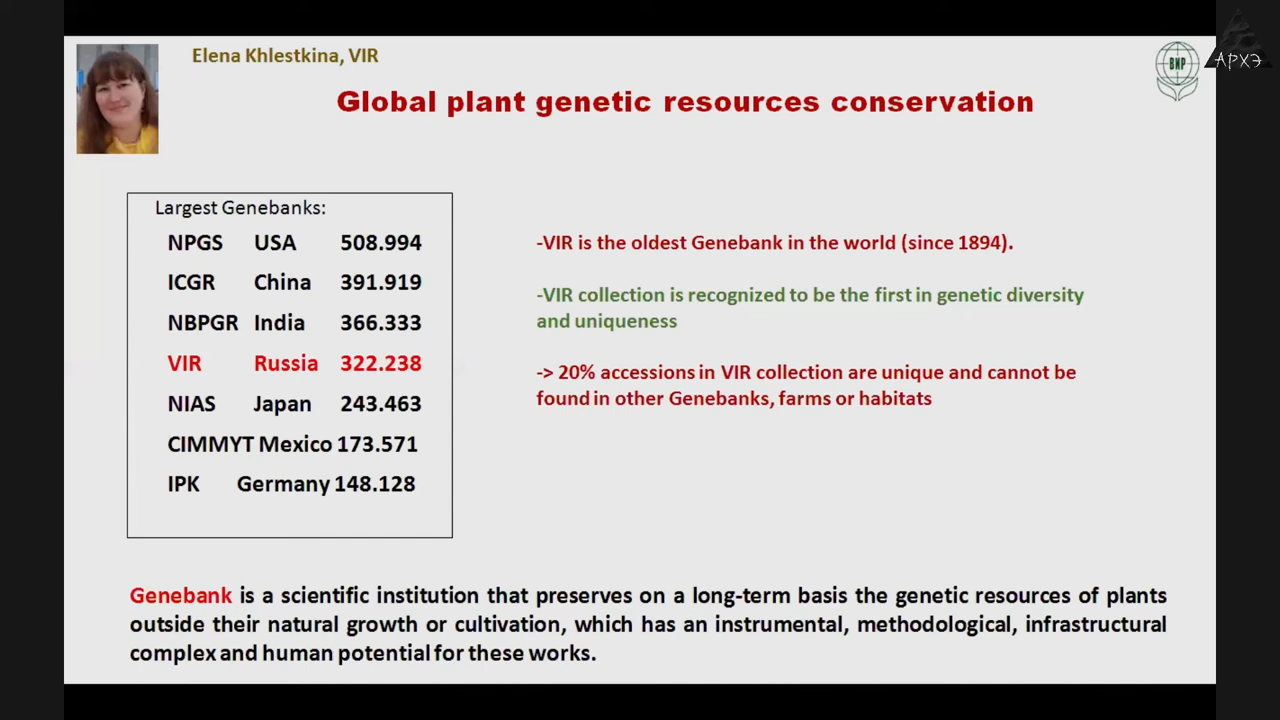 Elena Khlestkina, VIR
ВИР
АРХЭ
Global plant genetic resources conservation
Largest Genebanks:
NPGS USA 508.994
ICGR China 391.919
NBPGR India 366.333
VIR Russia 322.238
NIAS Japan 243.463
CIMMYT Mexico 173.571
IPK Germany 148.128
-VIR is the oldest Genebank in the world (since 1894).
-VIR collection is recognized to be the first in genetic diversity
and uniqueness
-> 20% accessions in VIR collection are unique and cannot be
found in other Genebanks, farms or habitats
Genebank is a scientific institution that preserves on a long-term basis the genetic resources of plants
outside their natural growth or cultivation, which has an instrumental, methodological, infrastructural
complex and human potential for these works.